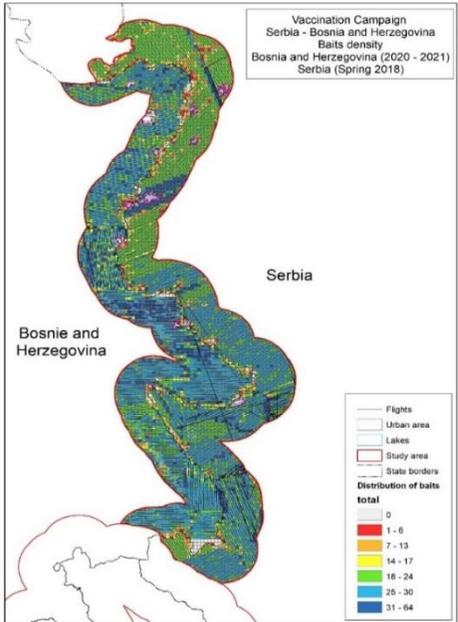 Vaccination Campaign
Serbia - Bosnia and Herzegovina
Baits density
Bosnia and Herzegovina (2020 - 2021)
Serbia (Spring 2018)
Serbia
Bosnie and
Herzegovina
Flights
Urban area
Lakes
Study area
State borders
Distribution of baits
total
0
1 - 6
7 - 13
14 - 17
18 - 24
25 - 30
31 - 64